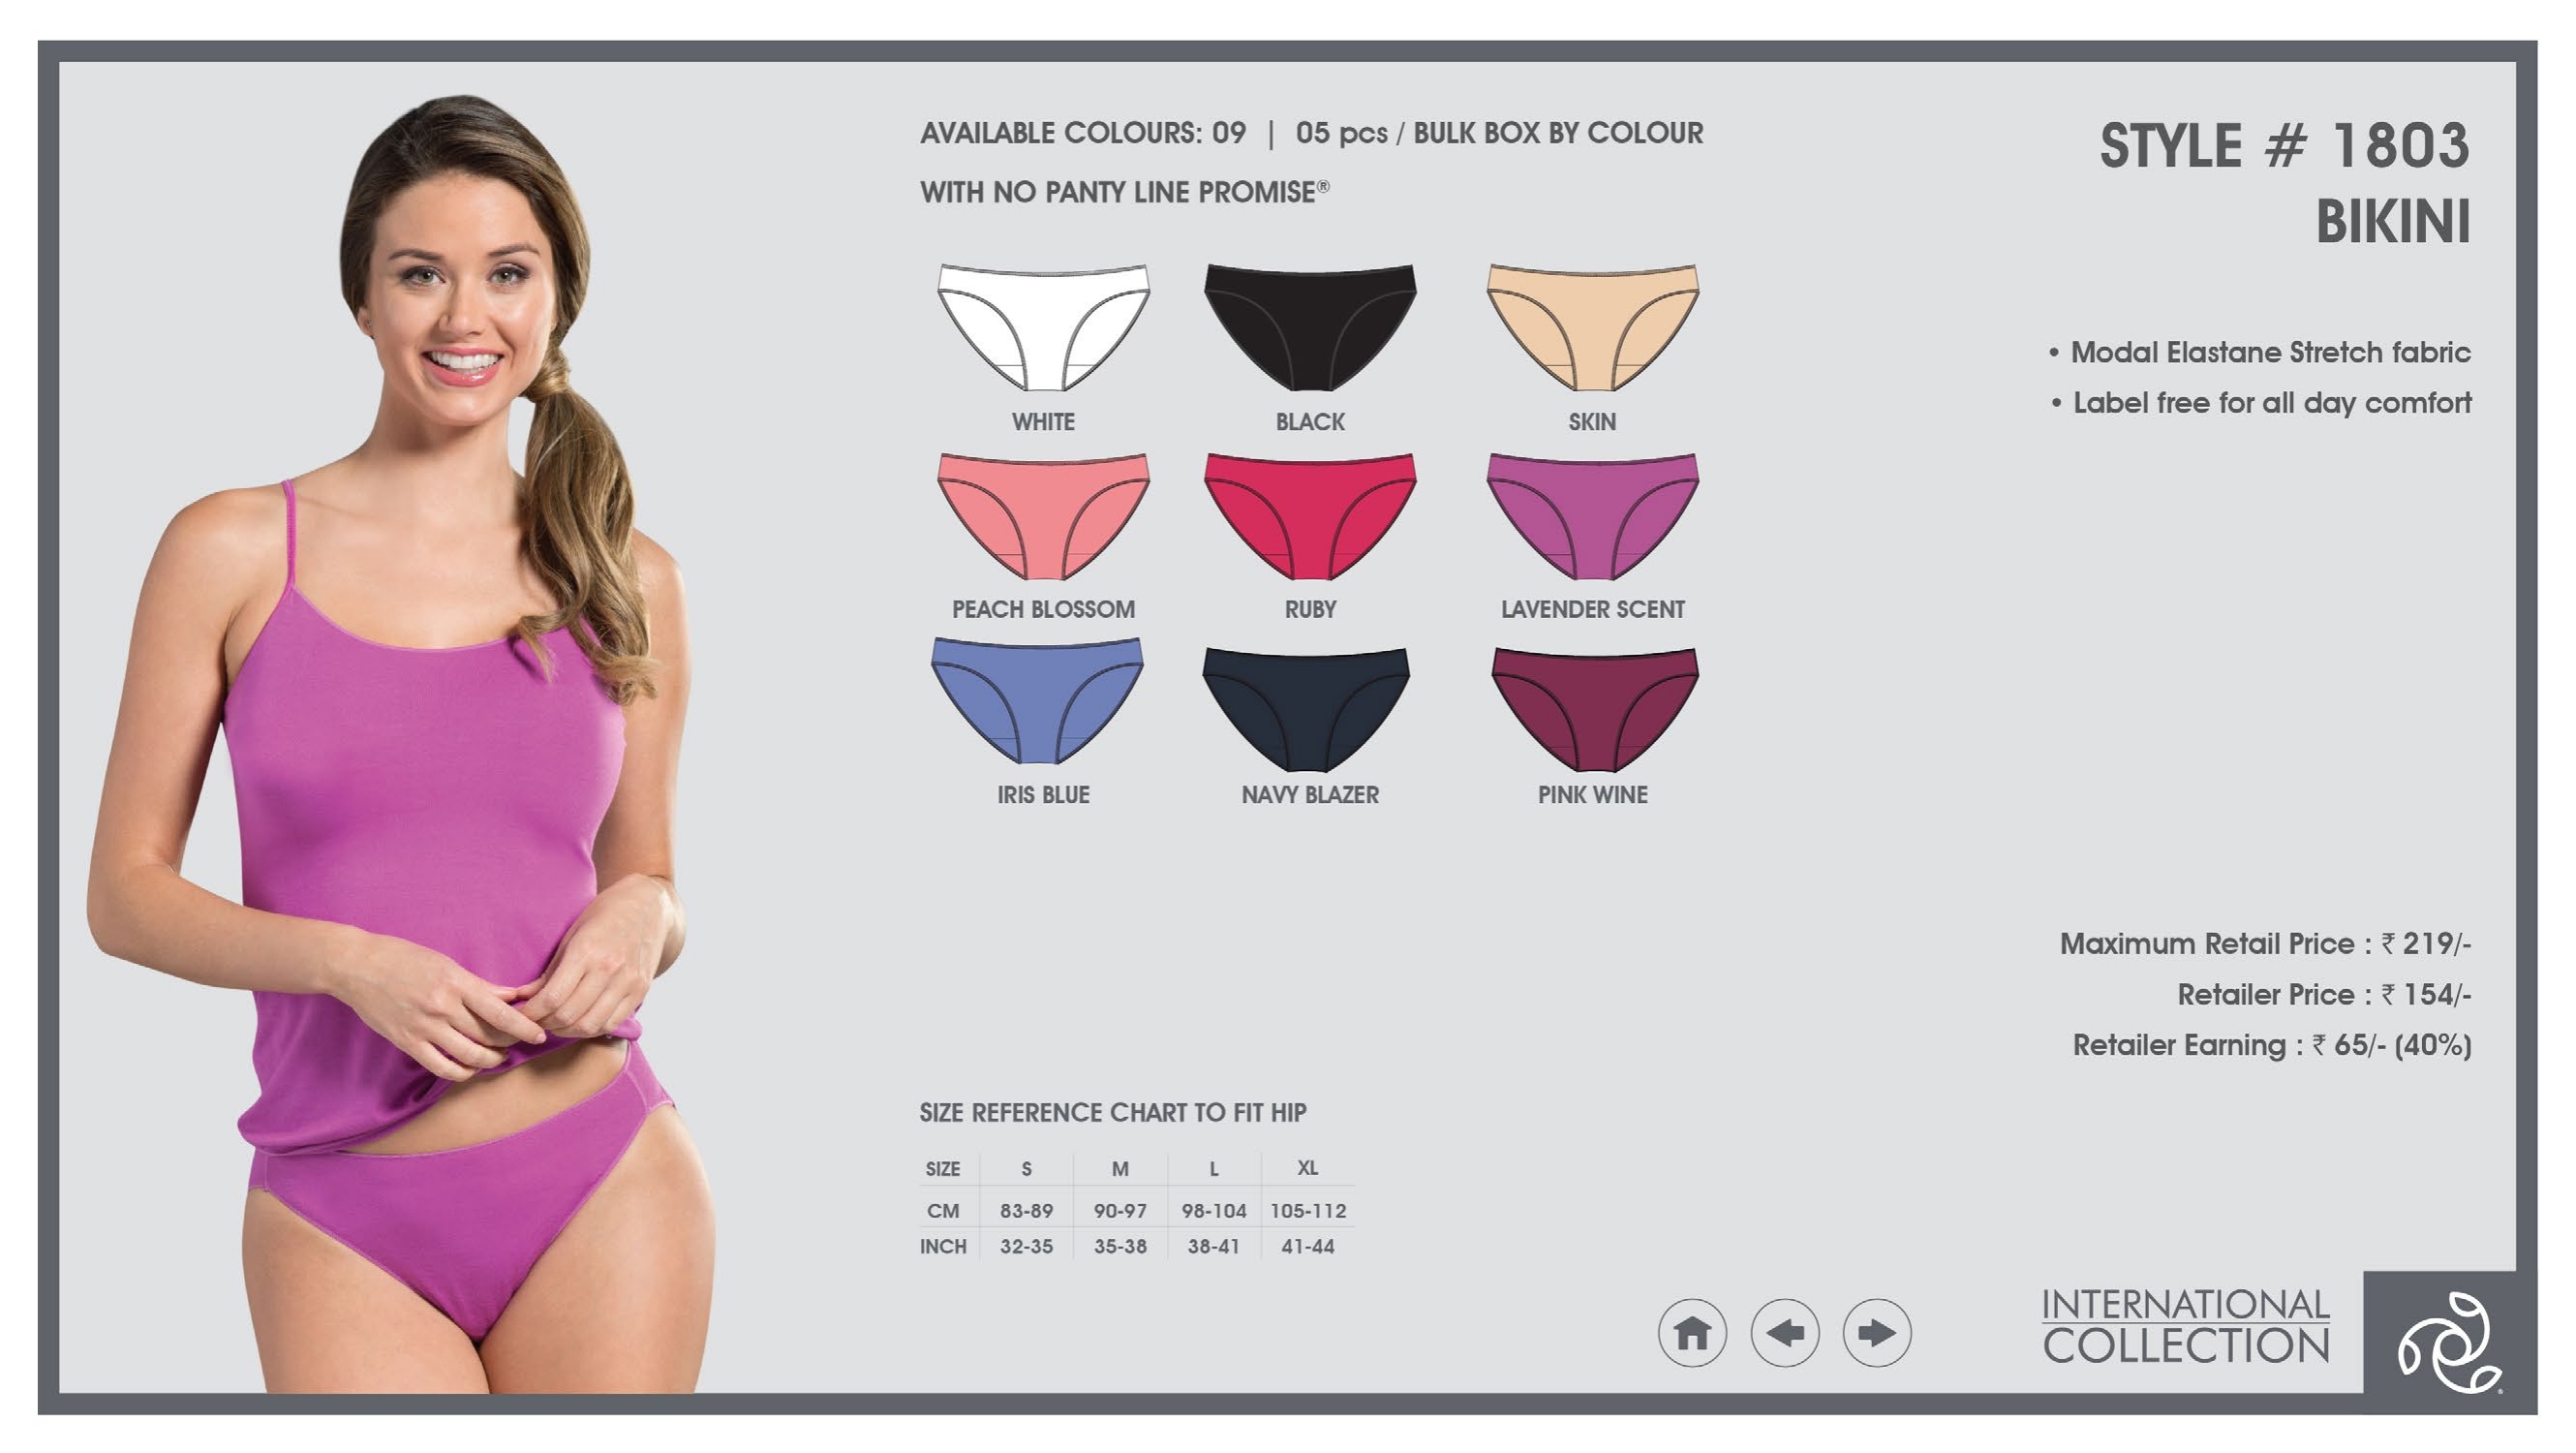 AVAILABLE COLOURS: 09 | 05 pcs / BULK BOX BY COLOUR
WITH NO PANTY LINE PROMISE®
STYLE # 1803
BIKINI
• Modal Elastane Stretch fabric
• Label free for all day comfort
WHITE BLACK SKIN
PEACH BLOSSOM RUBY LAVENDER SCENT
IRIS BLUE NAVY BLAZER PINK WINE
Maximum Retail Price : ₹ 219/-
Retailer Price : ₹ 154/-
Retailer Earning : ₹ 65/- (40%)
SIZE REFERENCE CHART TO FIT HIP
SIZE S M L XL
CM 83-89 90-97 98-104 105-112
INCH 32-35 35-38 38-41 41-44
INTERNATIONAL
COLLECTION